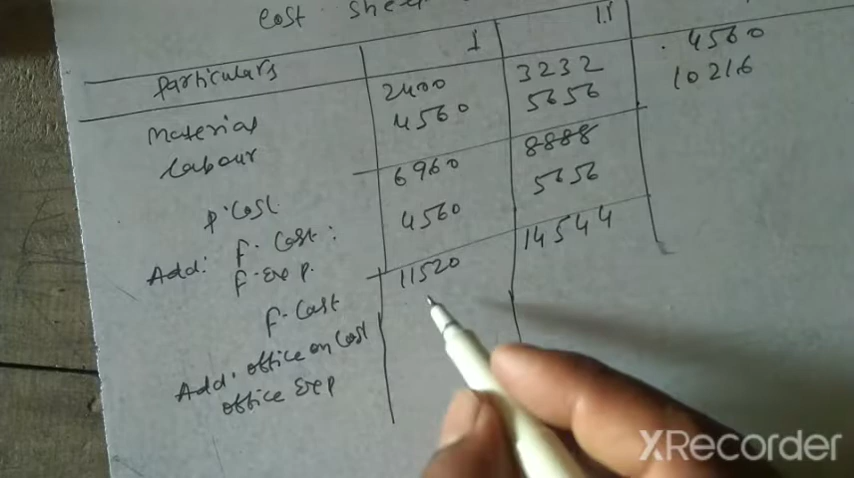 Cost sheet
Particulars I II
Material 2400 3232 4560
Labour 4560 5656 10216
P. Cost 6960 8888
Add: F. Cost:
F. Exp. 4560 5656
F. Cost 11520 14544
Add. office on Cost
office Exp
XRecorder